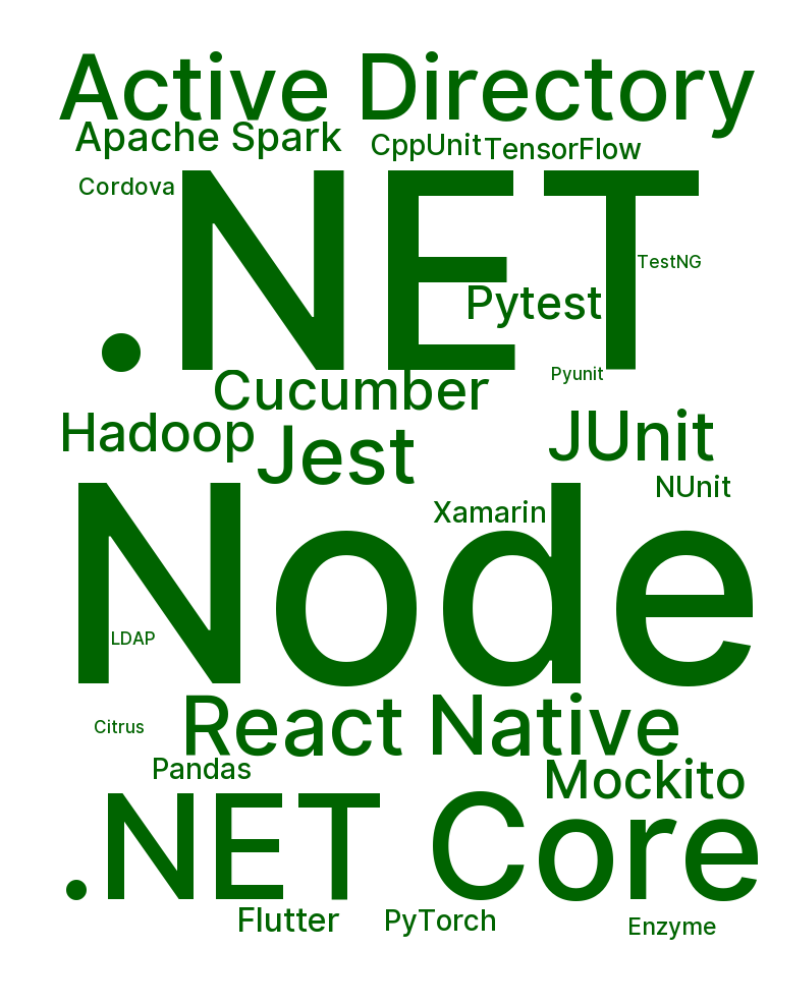 Active Directory
Apache Spark
CppUnit
TensorFlow
Cordova
.NET
TestNG
Pytest
Pyunit
Cucumber
Hadoop
Jest
JUnit
NUnit
Xamarin
Node
LDAP
React Native
Citrus
Pandas
Mockito
.NET Core
Flutter
PyTorch
Enzyme